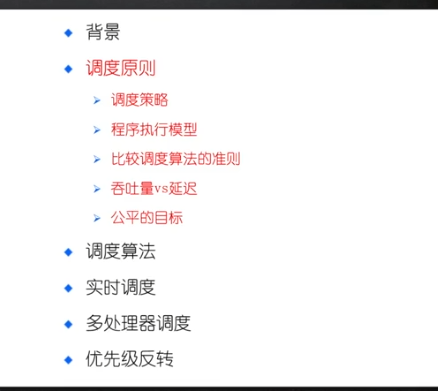 背景
调度原则
调度策略
程序执行模型
比较调度算法的准则
吞吐量vs延迟
公平的目标
调度算法
实时调度
多处理器调度
优先级反转